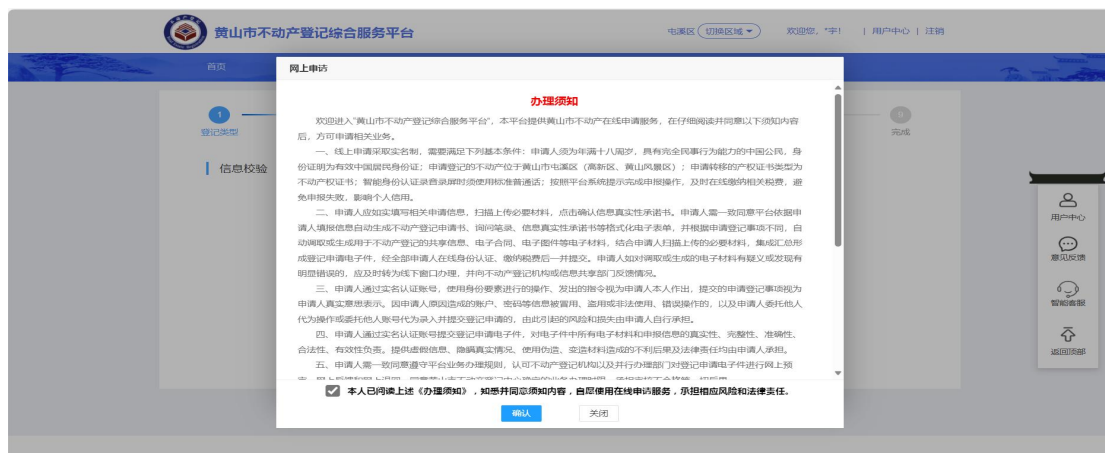 黄山市不动产登记综合服务平台
屯溪区 切换区域 欢迎您，*宇！ | 用户中心 | 注销
首页
网上申请
办理须知
欢迎进入“黄山市不动产登记综合服务平台”，本平台提供黄山市不动产在线申请服务，在仔细阅读并同意以下须知内容
后，方可申请相关业务。
一、线上申请采取实名制，需要满足下列基本条件：申请人须为年满十八周岁，具有完全民事行为能力的中国公民，身
份证明为有效中国居民身份证；申请登记的不动产位于黄山市屯溪区（高新区、黄山风景区）；申请转移的产权证书类型为
不动产权证书；智能身份认证录音录屏时须使用标准普通话；按照平台系统提示完成申报操作，及时在线缴纳相关税费，避
免申报失败，影响个人信用。
二、申请人应如实填写相关申请信息，扫描上传必要材料，点击确认信息真实性承诺书。申请人需一致同意平台依据申
请人填报信息自动生成不动产登记申请书、询问笔录、信息真实性承诺书等格式化电子表单，并根据申请登记事项不同，自
动调取或生成用于不动产登记的共享信息、电子合同、电子图件等电子材料，结合申请人扫描上传的必要材料，集成汇总形
成登记申请电子件，经全部申请人在线身份认证、缴纳税费后一并提交。申请人如对调取或生成的电子材料有疑义或发现有
明显错误的，应及时转为线下窗口办理，并向不动产登记机构或信息共享部门反馈情况。
三、申请人通过实名认证账号，使用身份要素进行的操作、发出的指令视为申请人本人作出，提交的申请登记事项视为
申请人真实意思表示。因申请人原因造成的账户、密码等信息被冒用、盗用或非法使用、错误操作的，以及申请人委托他人
代为操作或委托他人账号代为录入并提交登记申请的，由此引起的风险和损失由申请人自行承担。
四、申请人通过实名认证账号提交登记申请电子件，对电子件中所有电子材料和申报信息的真实性、完整性、准确性、
合法性、有效性负责。提供虚假信息、隐瞒真实情况、使用伪造、变造材料造成的不利后果及法律责任均由申请人承担。
五、申请人需一致同意遵守平台业务办理规则，认可不动产登记机构以及并行办理部门对登记申请电子件进行网上预
本人已阅读上述《办理须知》，知悉并同意须知内容，自愿使用在线申请服务，承担相应风险和法律责任。
确认 关闭
1
登记类型
信息校验
9
完成
用户中心
意见反馈
智能客服
返回顶部